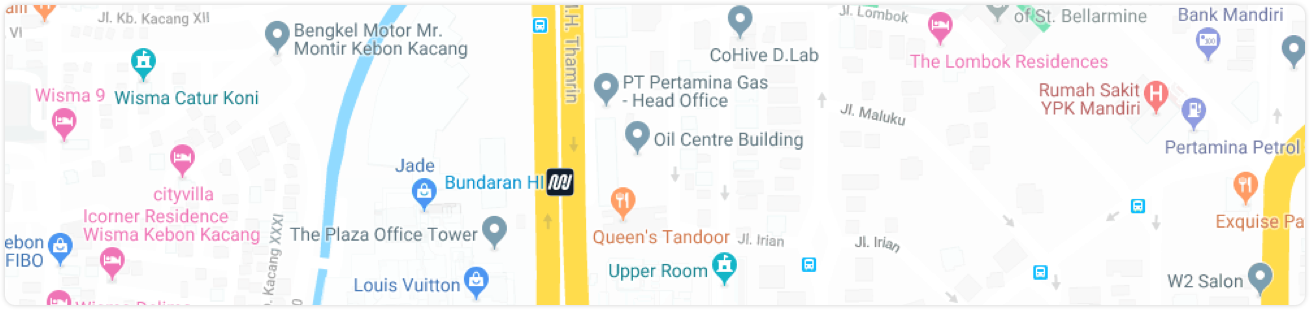 Jl. Kb. Kacang XII
VI
Bengkel Motor Mr.
Montir Kebon Kacang
Wisma Catur Koni
Wisma 9
cityvilla
Icorner Residence
Wisma Kebon Kacang
ebon
FIBO
Kacang XXXI
Jade
Bundaran HI
The Plaza Office Tower
Louis Vuitton
M.H. Thamrin
CoHive D.Lab
PT Pertamina Gas
- Head Office
Oil Centre Building
Queen's Tandoor
Jl. Irian
Upper Room
Jl. Lombok
of St. Bellarmine
Bank Mandiri
The Lombok Residences
Rumah Sakit
YPK Mandiri
Jl. Maluku
Pertamina Petrol
Exquise Pa
Jl. Irian
W2 Salon